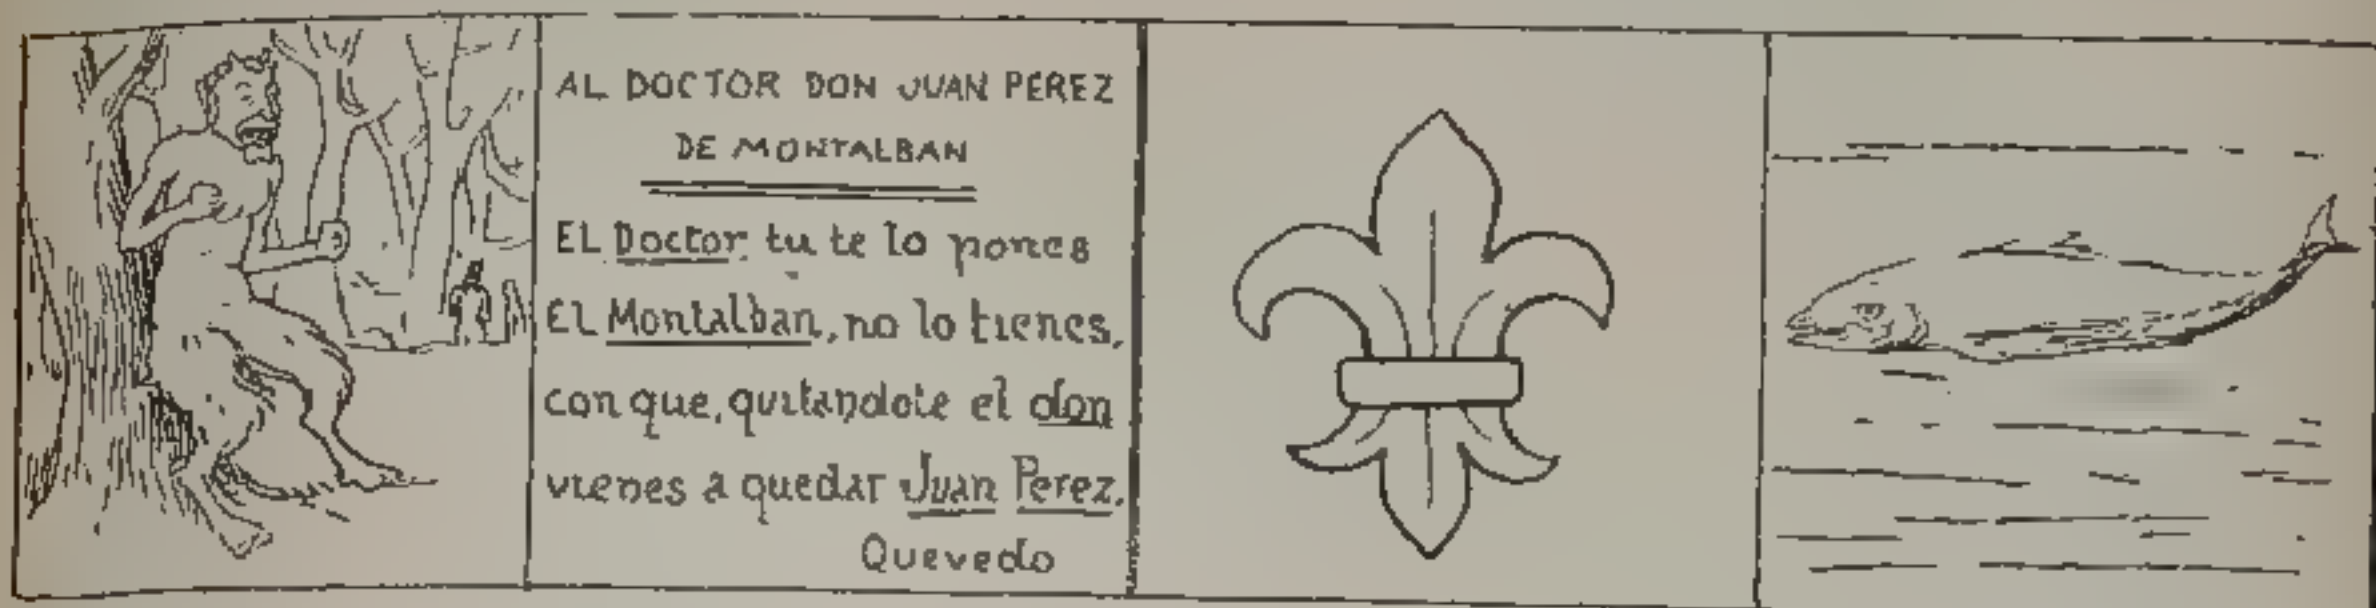 AL DOCTOR DON JUAN PEREZ
DE MONTALBAN
EL Doctor tu te lo pones
EL Montalban, no lo tienes,
con que, quitandote el don
vienes a quedar Juan Perez.
Quevedo